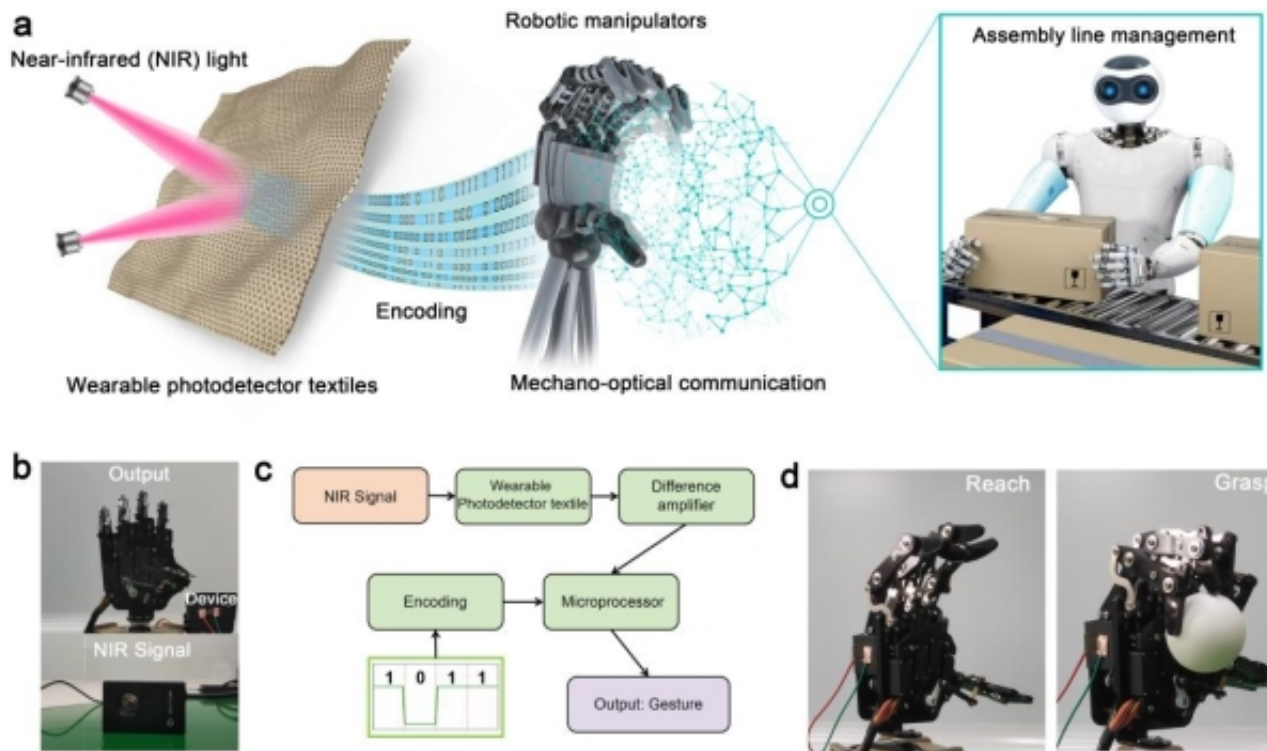 a
Near-infrared (NIR) light
Robotic manipulators
Assembly line management
Encoding
Wearable photodetector textiles
Mechano-optical communication
b
Output
Device
NIR Signal
c
NIR Signal
Wearable
Photodetector textile
Difference
amplifier
Encoding
Microprocessor
1 0 1 1
Output: Gesture
d
Reach
Grasp